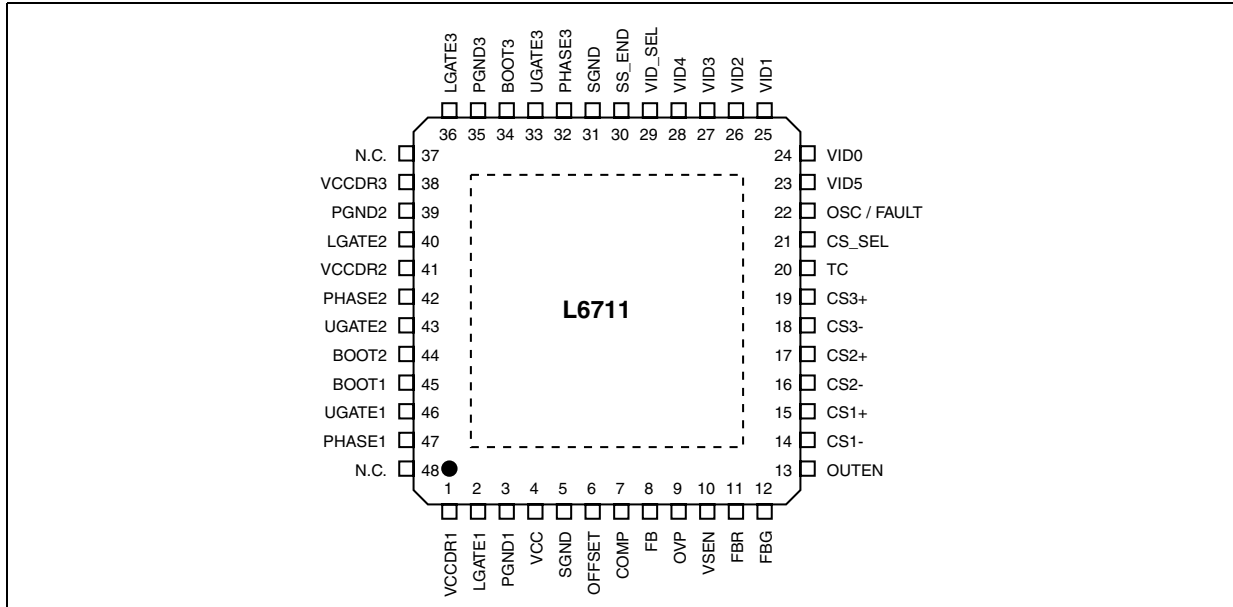 LGATE3
PGND3
BOOT3
UGATE3
PHASE3
SGND
SS_END
VID_SEL
VID4
VID3
VID2
VID1
36 35 34 33 32 31 30 29 28 27 26 25
N.C. 37 24 VID0
VCCDR3 38 23 VID5
PGND2 39 22 OSC / FAULT
LGATE2 40 21 CS_SEL
VCCDR2 41 20 TC
PHASE2 42 19 CS3+
L6711
UGATE2 43 18 CS3-
BOOT2 44 17 CS2+
BOOT1 45 16 CS2-
UGATE1 46 15 CS1+
PHASE1 47 14 CS1-
N.C. 48 13 OUTEN
1 2 3 4 5 6 7 8 9 10 11 12
VCCDR1
LGATE1
PGND1
VCC
SGND
OFFSET
COMP
FB
OVP
VSEN
FBR
FBG